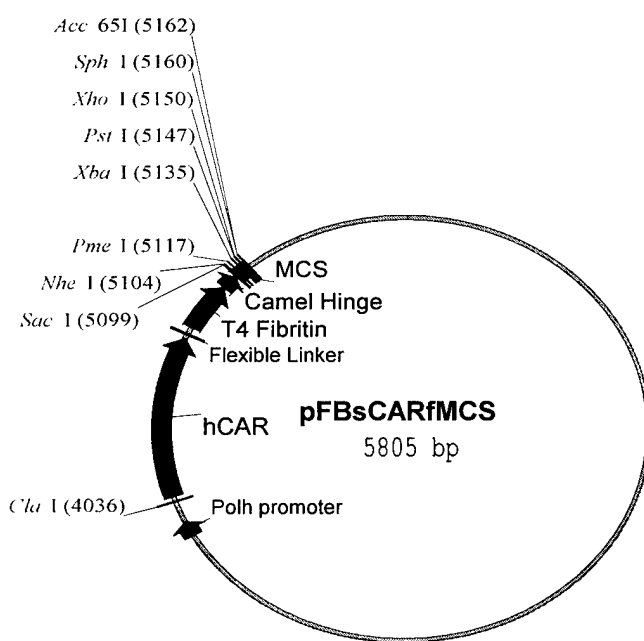 Acc 65I (5162)
Sph I (5160)
Xho I (5150)
Pst I (5147)
Xba I (5135)
Pme I (5117)
Nhe I (5104)
Sac I (5099)
MCS
Camel Hinge
T4 Fibritin
Flexible Linker
hCAR
pFBsCARfMCS
5805 bp
Cla I (4036)
Polh promoter